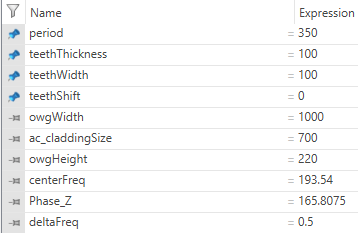 Name Expression
period = 350
teethThickness = 100
teethWidth = 100
teethShift = 0
owgWidth = 1000
ac_claddingSize = 700
owgHeight = 220
centerFreq = 193.54
Phase_Z = 165.8075
deltaFreq = 0.5